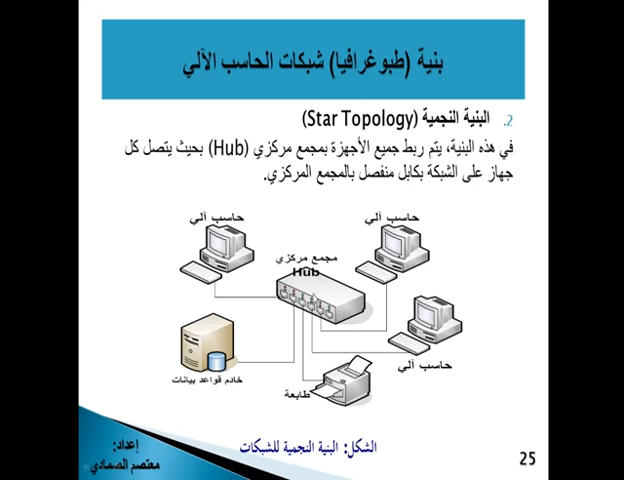 بنية (طبوغرافيا) شبكات الحاسب الآلي
2. البنية النجمية (Star Topology)
في هذه البنية، يتم ربط جميع الأجهزة بمجمع مركزي (Hub) بحيث يتصل كل
جهاز على الشبكة بكابل منفصل بالمجمع المركزي.
حاسب آلي
حاسب آلي
مجمع مركزي
Hub
حاسب آلي
خادم قواعد بيانات
طابعة
الشكل: البنية النجمية للشبكات
إعداد:
معتصم الصمادي
25